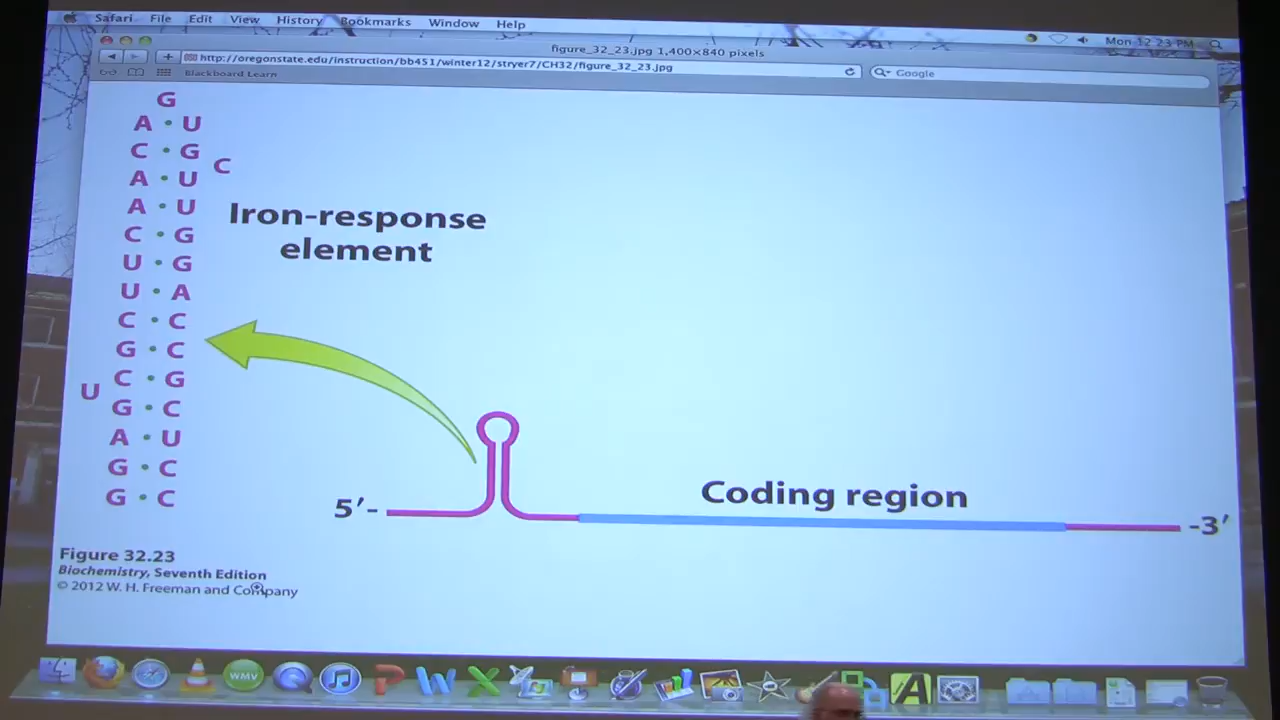 Safari File Edit View History Bookmarks Window Help
Mon 12:23 PM
figure_32_23.jpg 1,400×840 pixels
http://oregonstate.edu/instruction/bb451/winter12/stryer7/CH32/figure_32_23.jpg
Google
Blackboard Learn
G
A • U
C • G
C
A • U
A • U
C • G
U • G
U • A
C • C
G • C
C • G
U
G • C
A • U
G • C
G • C
Iron-response
element
5′-
Coding region
-3′
Figure 32.23
Biochemistry, Seventh Edition
© 2012 W. H. Freeman and Company
WMV